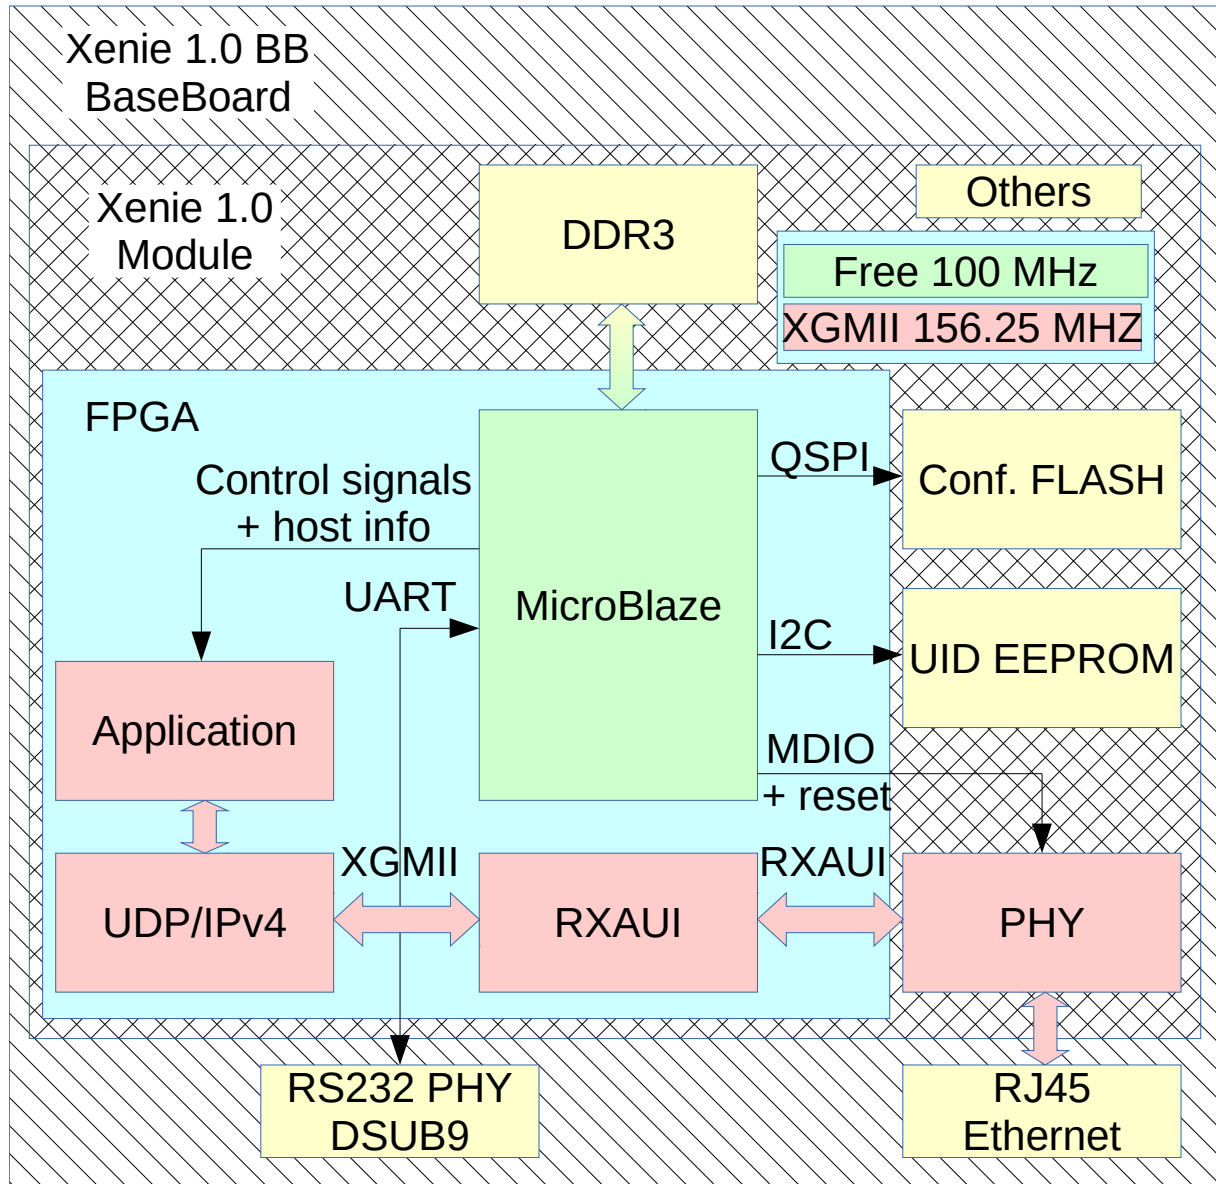 Xenie 1.0 BB
BaseBoard
Xenie 1.0
Module
DDR3
Others
Free 100 MHz
XGMII 156.25 MHZ
FPGA
Control signals
+ host info
UART
MicroBlaze
QSPI
Conf. FLASH
I2C
UID EEPROM
MDIO
+ reset
Application
XGMII
RXAUI
UDP/IPv4
RXAUI
PHY
RS232 PHY
DSUB9
RJ45
Ethernet